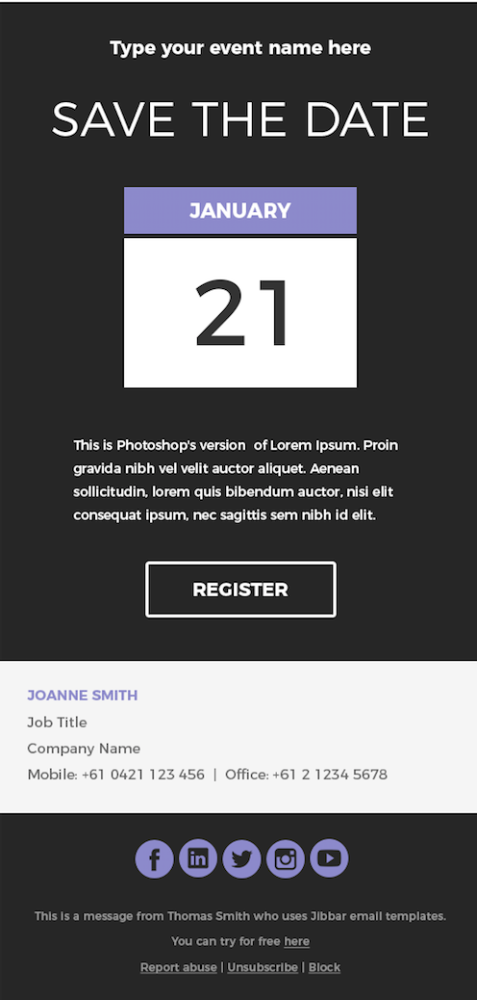 Type your event name here
SAVE THE DATE
JANUARY
21
This is Photoshop's version  of Lorem Ipsum. Proin
gravida nibh vel velit auctor aliquet. Aenean
sollicitudin, lorem quis bibendum auctor, nisi elit
consequat ipsum, nec sagittis sem nibh id elit.
REGISTER
JOANNE SMITH
Job Title
Company Name
Mobile: +61 0421 123 456  |  Office: +61 2 1234 5678
This is a message from Thomas Smith who uses Jibbar email templates.
You can try for free here
Report abuse | Unsubscribe | Block